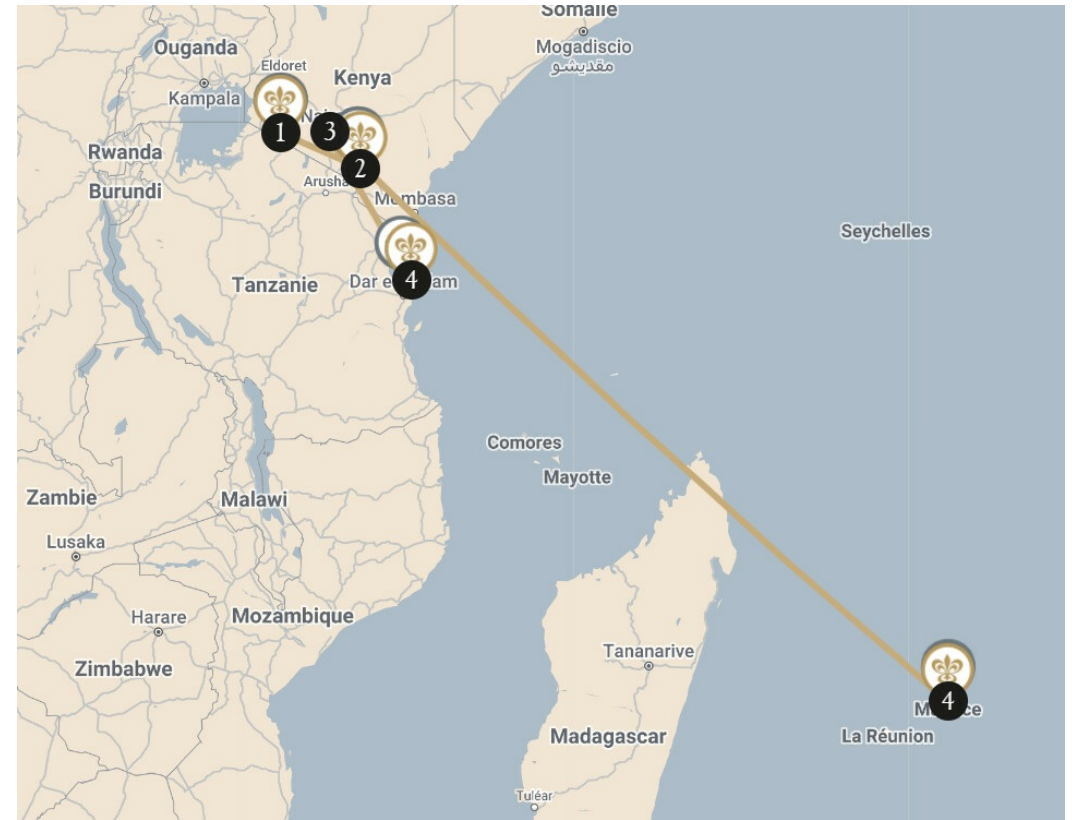 Somalie
Ouganda
Mogadiscio
مقديشو
Eldoret
Kenya
Kampala
3
1
Rwanda
2
Arusha
Burundi
Mombasa
Seychelles
Tanzanie
4
Comores
Mayotte
Zambie
Malawi
Lusaka
Harare
Mozambique
Tananarive
Zimbabwe
4
La Réunion
Madagascar
Tuléar